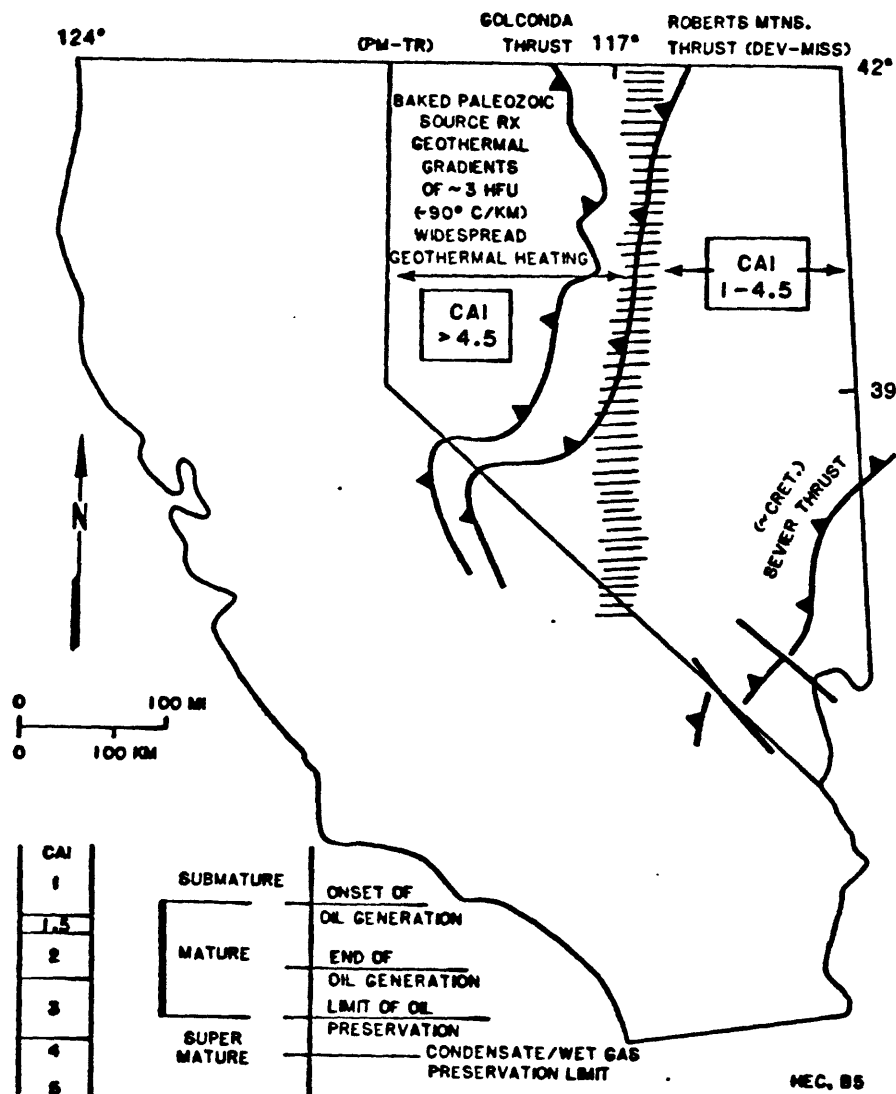 124°
(PM-TR)
GOLCONDA
THRUST
117°
ROBERTS MTNS.
THRUST (DEV-MISS)
42°
BAKED PALEOZOIC
SOURCE RX
GEOTHERMAL
GRADIENTS
OF ~3 HFU
(~90° C/KM)
WIDESPREAD
GEOTHERMAL HEATING
CAI
> 4.5
CAI
1-4.5
39
(~CRET.)
SEVIER THRUST
N
0 100 MI
0 100 KM
CAI
1
1.5
2
3
4
5
SUBMATURE
MATURE
SUPER
MATURE
ONSET OF
OIL GENERATION
END OF
OIL GENERATION
LIMIT OF OIL
PRESERVATION
CONDENSATE/WET GAS
PRESERVATION LIMIT
HEC, 85